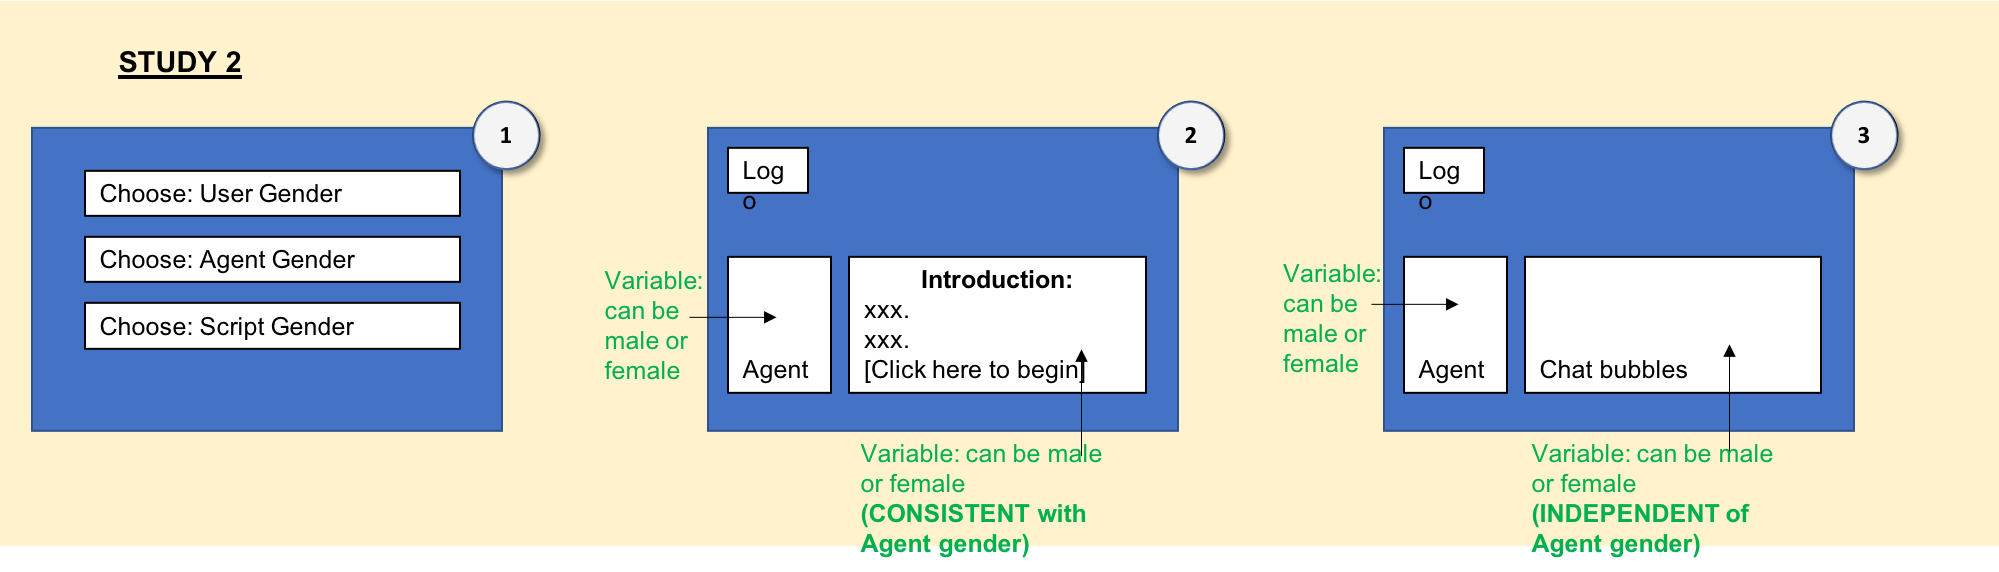 STUDY 2
1
Choose: User Gender
Choose: Agent Gender
Choose: Script Gender
2
Log
o
Variable:
can be
male or
female
Agent
Introduction:
xxx.
xxx.
[Click here to begin]
Variable: can be male
or female
(CONSISTENT with
Agent gender)
3
Log
o
Variable:
can be
male or
female
Agent
Chat bubbles
Variable: can be male
or female
(INDEPENDENT of
Agent gender)